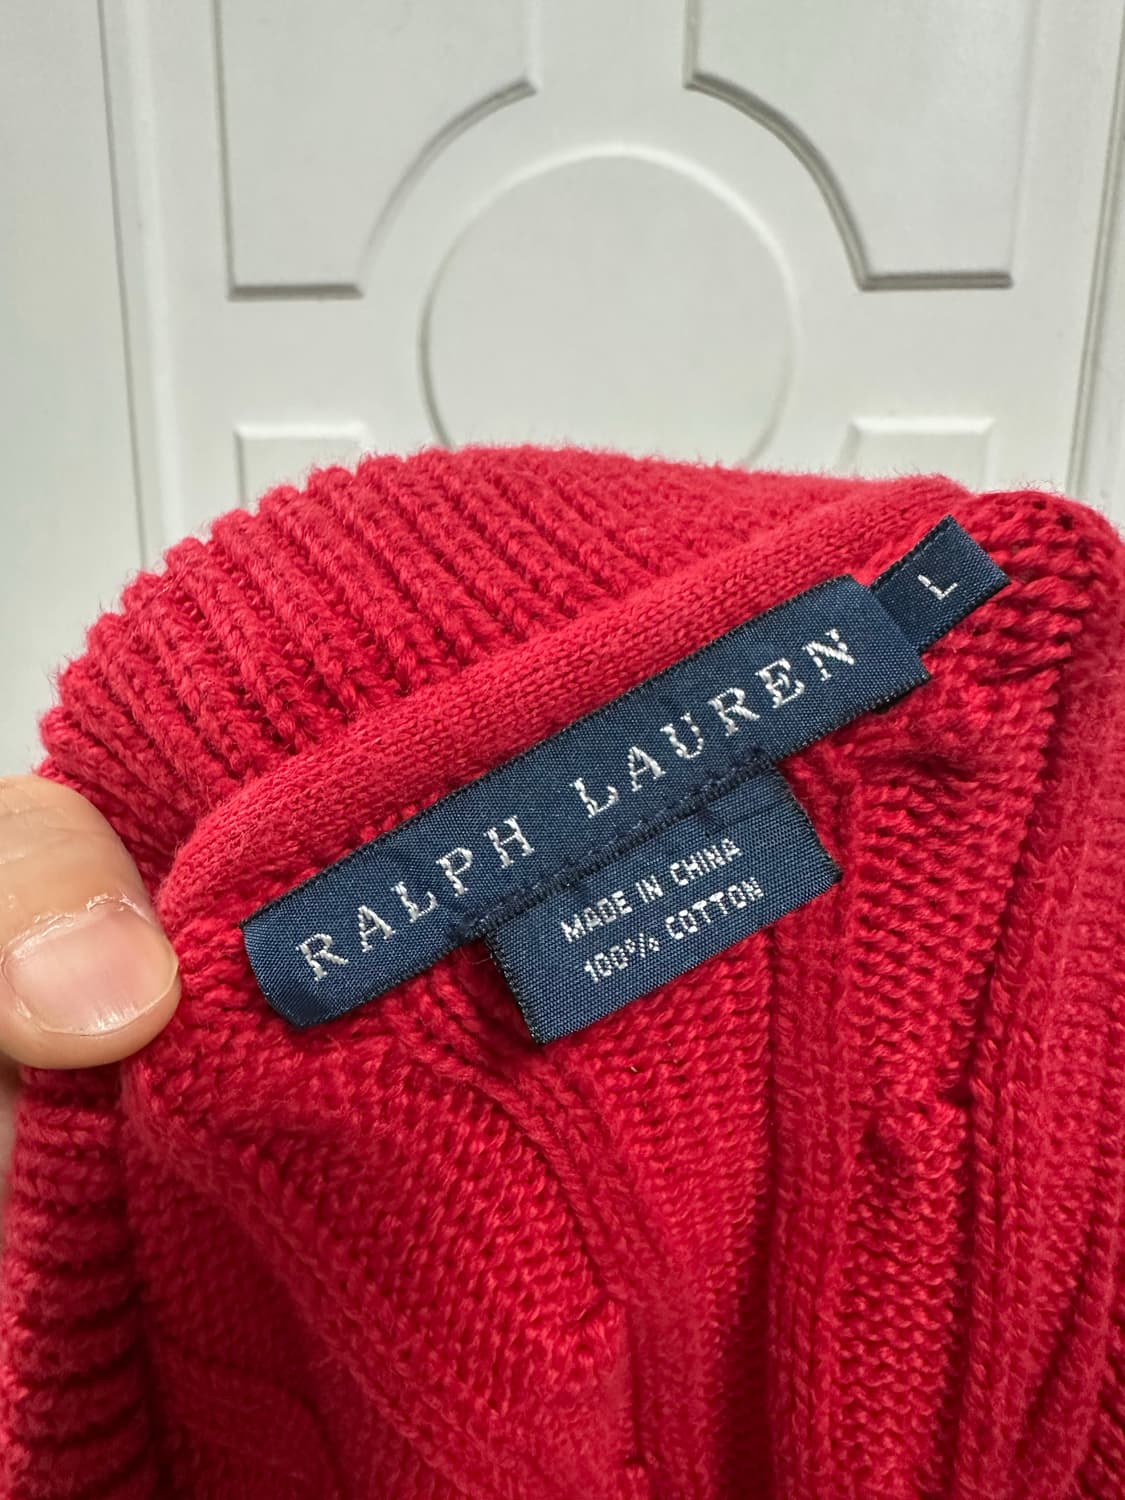 RALPH LAUREN
L
MADE IN CHINA
100% COTTON